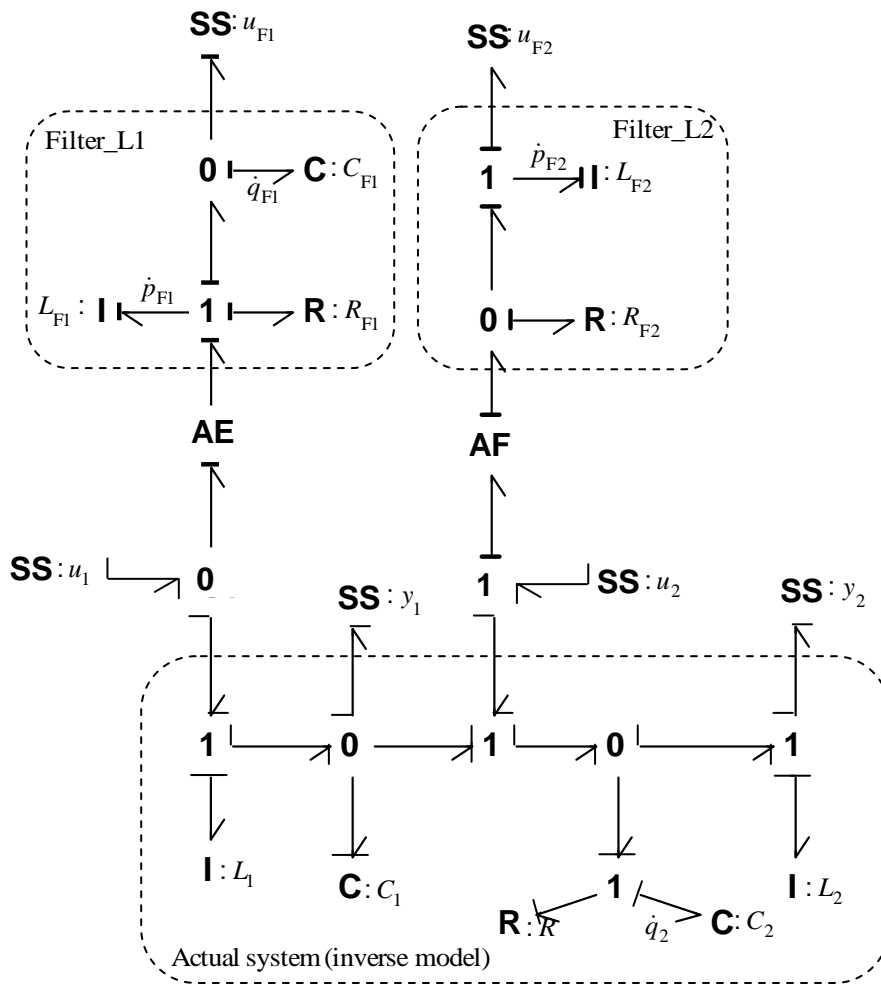 SS: u_F1
SS: u_F2
Filter_L1
Filter_L2
0
q̇_F1
C: C_F1
1
ṗ_F2
I: L_F2
L_F1: I
ṗ_F1
1
R: R_F1
0
R: R_F2
AE
AF
SS: u_1
0
SS: y_1
1
SS: u_2
SS: y_2
1
0
1
0
1
I: L_1
C: C_1
R: R
1
q̇_2
C: C_2
I: L_2
Actual system (inverse model)